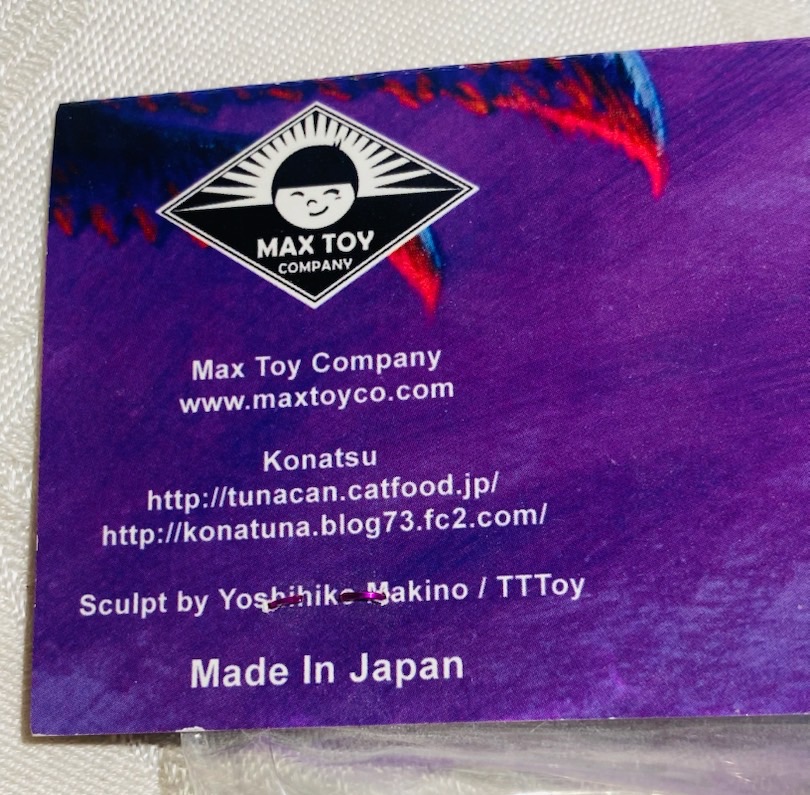 MAX TOY
COMPANY
Max Toy Company
www.maxtoyco.com
Konatsu
http://tunacan.catfood.jp/
http://konatuna.blog73.fc2.com/
Sculpt by Yoshihiko Makino / TTToy
Made In Japan